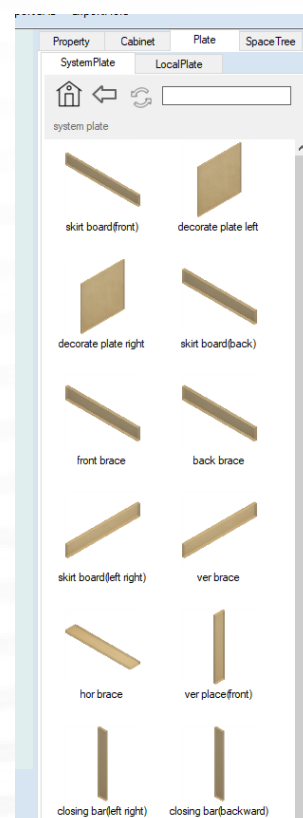 Property Cabinet Plate SpaceTree
SystemPlate LocalPlate
system plate
skirt board(front) decorate plate left
decorate plate right skirt board(back)
front brace back brace
skirt board(left right) ver brace
hor brace ver place(front)
closing bar(left right) closing bar(backward)